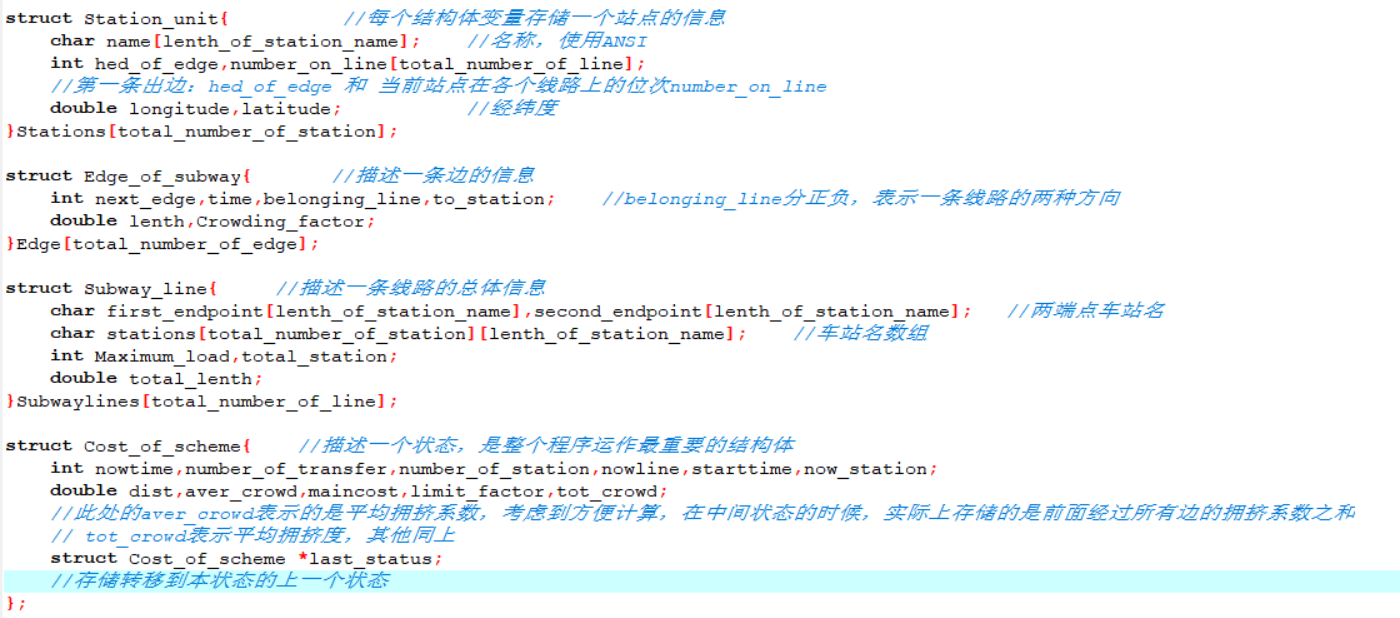 struct Station_unit{ //每个结构体变量存储一个站点的信息
char name[lenth_of_station_name]; //名称，使用ANSI
int hed_of_edge,number_on_line[total_number_of_line];
//第一条出边：hed_of_edge 和 当前站点在各个线路上的位次number_on_line
double longitude,latitude; //经纬度
}Stations[total_number_of_station];
struct Edge_of_subway{ //描述一条边的信息
int next_edge,time,belonging_line,to_station; //belonging_line分正负，表示一条线路的两种方向
double lenth,Crowding_factor;
}Edge[total_number_of_edge];
struct Subway_line{ //描述一条线路的总体信息
char first_endpoint[lenth_of_station_name],second_endpoint[lenth_of_station_name]; //两端点车站名
char stations[total_number_of_station][lenth_of_station_name]; //车站名数组
int Maximum_load,total_station;
double total_lenth;
}Subwaylines[total_number_of_line];
struct Cost_of_scheme{ //描述一个状态，是整个程序运作最重要的结构体
int nowtime,number_of_transfer,number_of_station,nowline,starttime,now_station;
double dist,aver_crowd,maincost,limit_factor,tot_crowd;
//此处的aver_crowd表示的是平均拥挤系数，考虑到方便计算，在中间状态的时候，实际上存储的是前面经过所有边的拥挤系数之和
// tot_crowd表示平均拥挤度，其他同上
struct Cost_of_scheme *last_status;
//存储转移到本状态的上一个状态
};